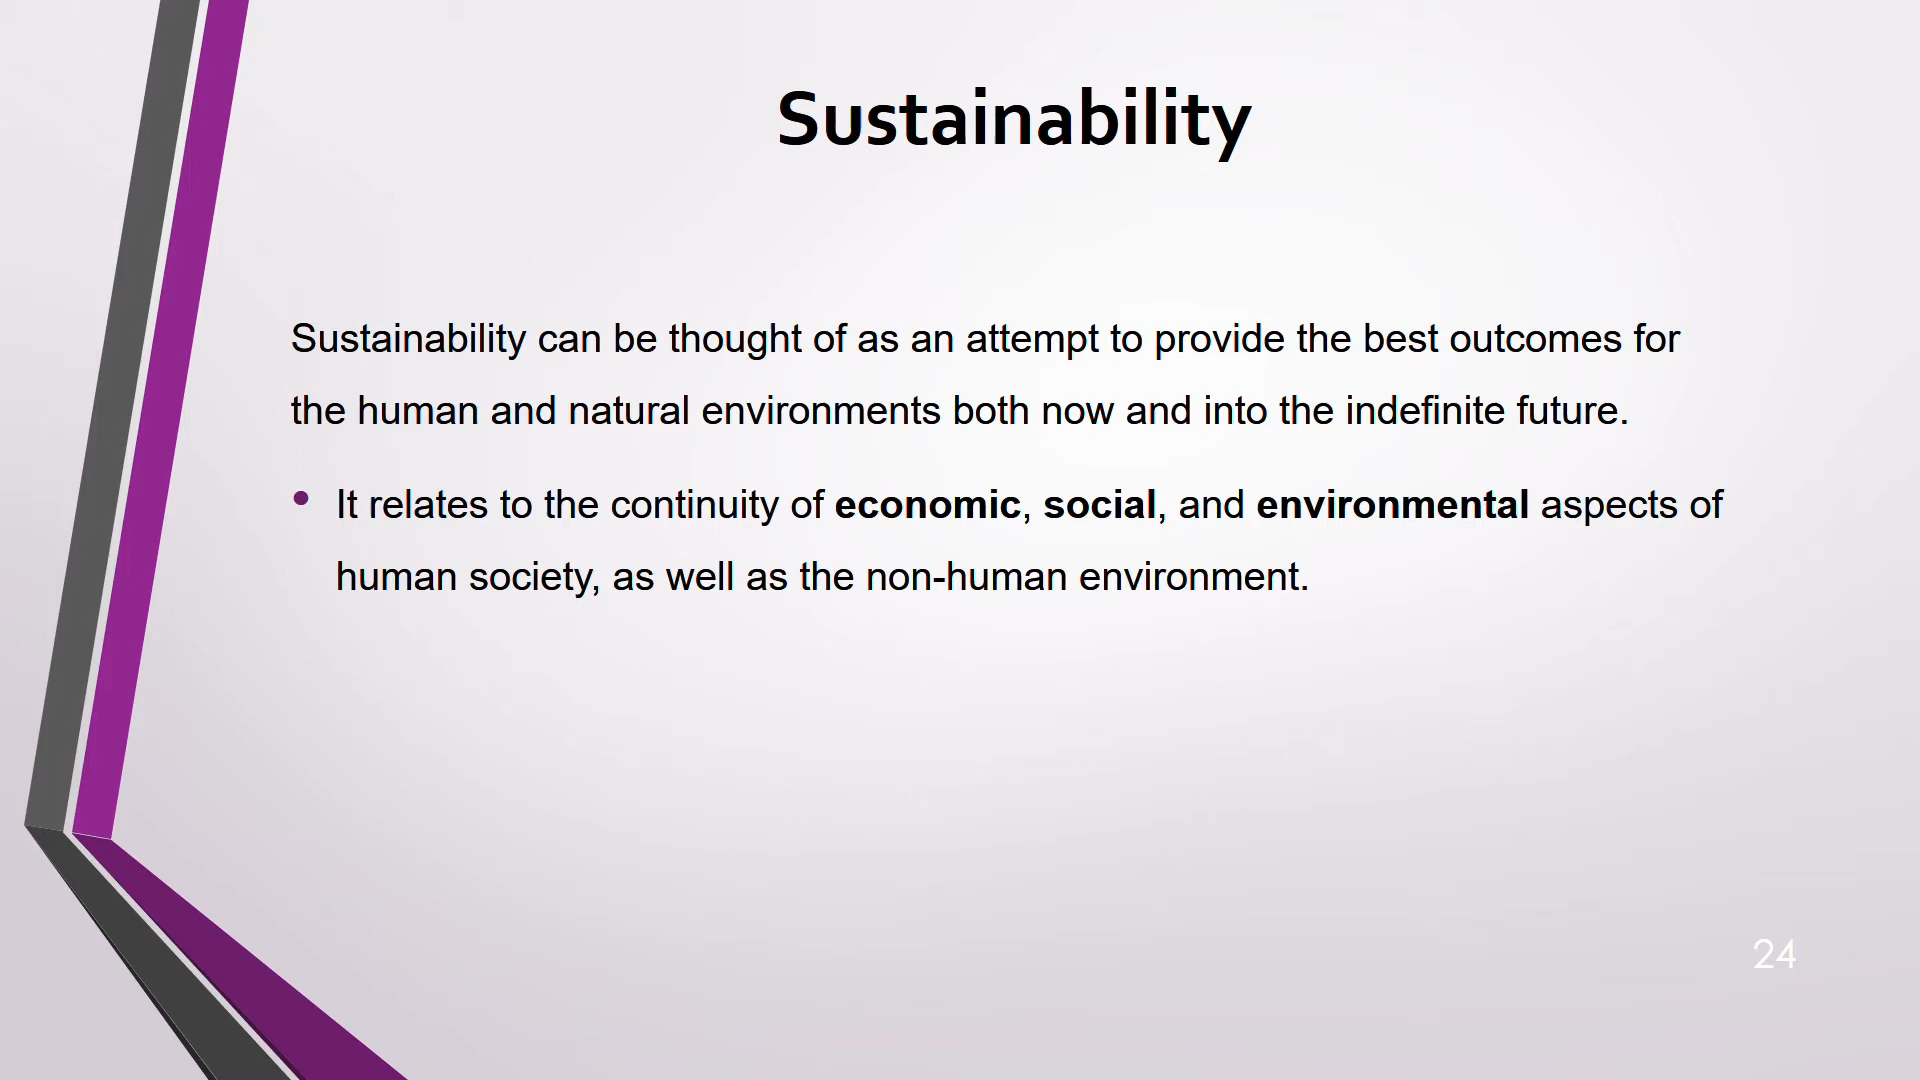 Sustainability
Sustainability can be thought of as an attempt to provide the best outcomes for
the human and natural environments both now and into the indefinite future.
• It relates to the continuity of economic, social, and environmental aspects of
human society, as well as the non-human environment.
24